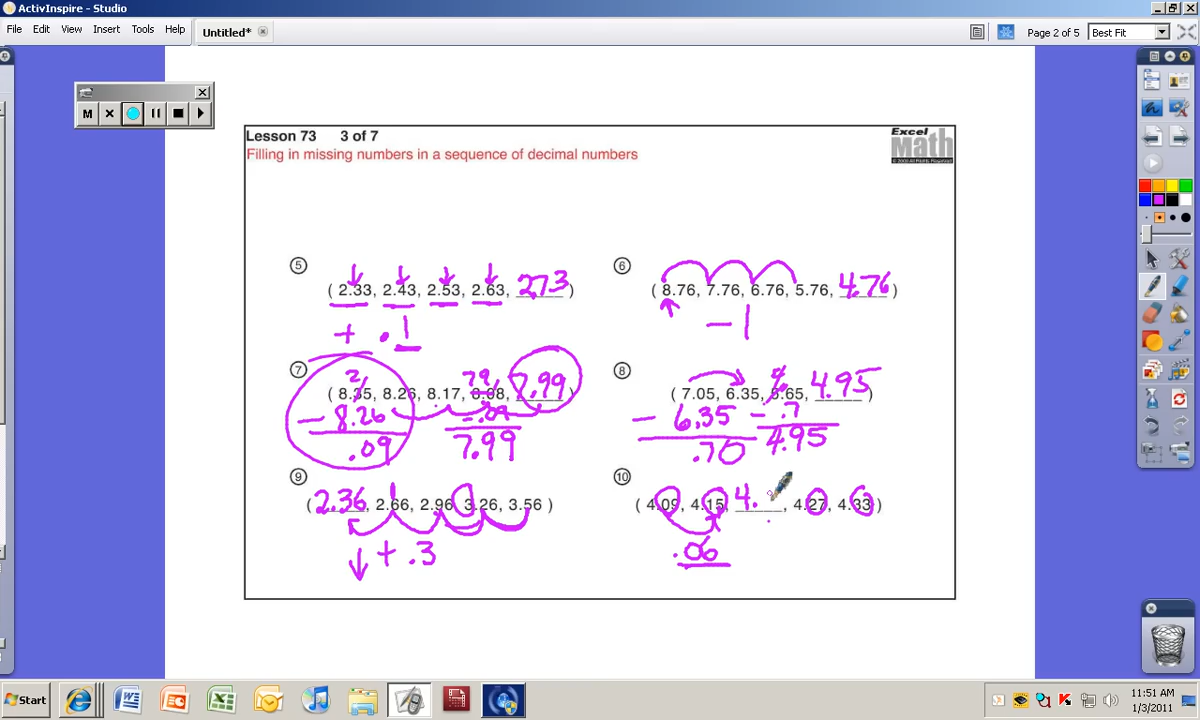 ActivInspire - Studio
File Edit View Insert Tools Help Untitled* Page 2 of 5 Best Fit
M
Lesson 73 3 of 7
Excel
Math
Filling in missing numbers in a sequence of decimal numbers
5 ( 2.33, 2.43, 2.53, 2.63, 2.73 )
+ .1
6 ( 8.76, 7.76, 6.76, 5.76, 4.76 )
- 1
7 ( 8.35, 8.26, 8.17, 8.08, 7.99 )
- 8.26 - .09
.09 7.99
8 ( 7.05, 6.35, 5.65, 4.95 )
- 6.35 - .7
.70 4.95
9 ( 2.36, 2.66, 2.96, 3.26, 3.56 )
+ .3
10 ( 4.09, 4.15, 4. , 4.27, 4.33 )
.06
Start
11:51 AM
1/3/2011